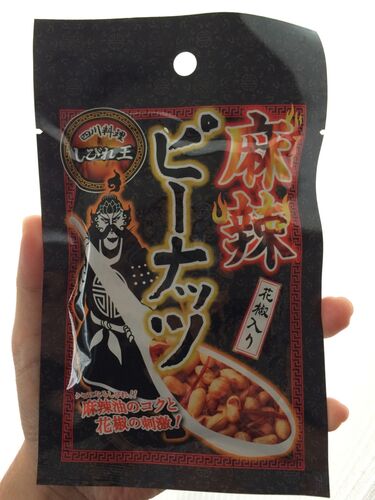 麻辣
ピーナッツ
四川料理
しびれ王
花椒入り
麻辣油のコクと
花椒の刺激!